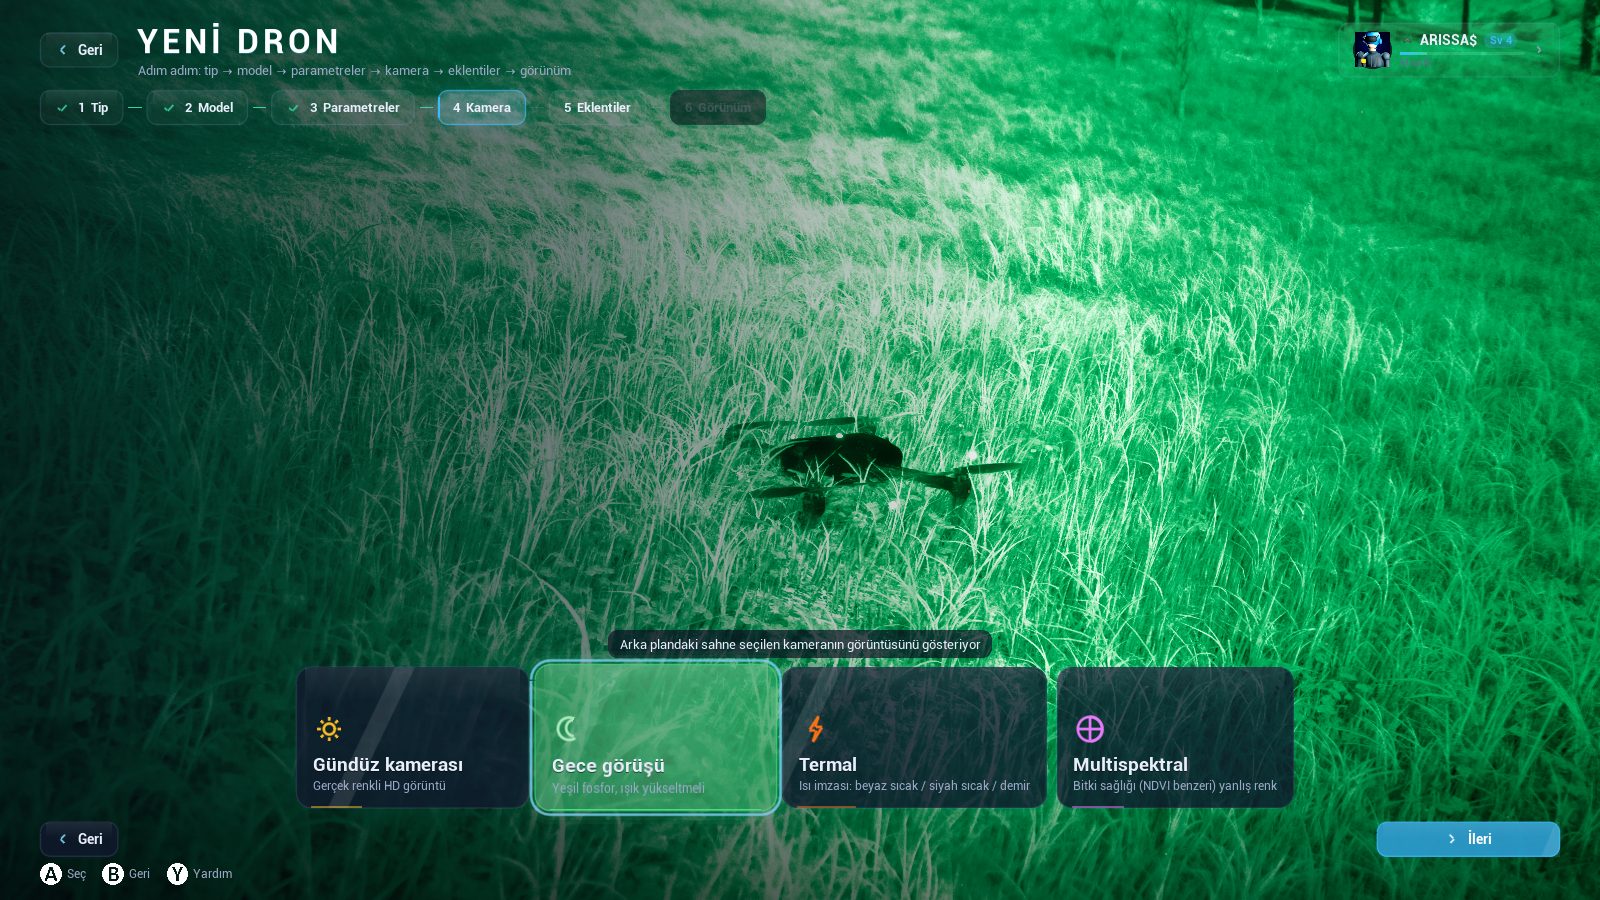 Geri
YENİ DRON
Adım adım: tip → model → parametreler → kamera → eklentiler → görünüm
ARISSA$ Sv 4
1 Tip
2 Model
3 Parametreler
4 Kamera
5 Eklentiler
6 Görünüm
Arka plandaki sahne seçilen kameranın görüntüsünü gösteriyor
Gündüz kamerası
Gerçek renkli HD görüntü
Gece görüşü
Yeşil fosfor, ışık yükseltmeli
Termal
Isı imzası: beyaz sıcak / siyah sıcak / demir
Multispektral
Bitki sağlığı (NDVI benzeri) yanlış renk
Geri
İleri
A Seç
B Geri
Y Yardım